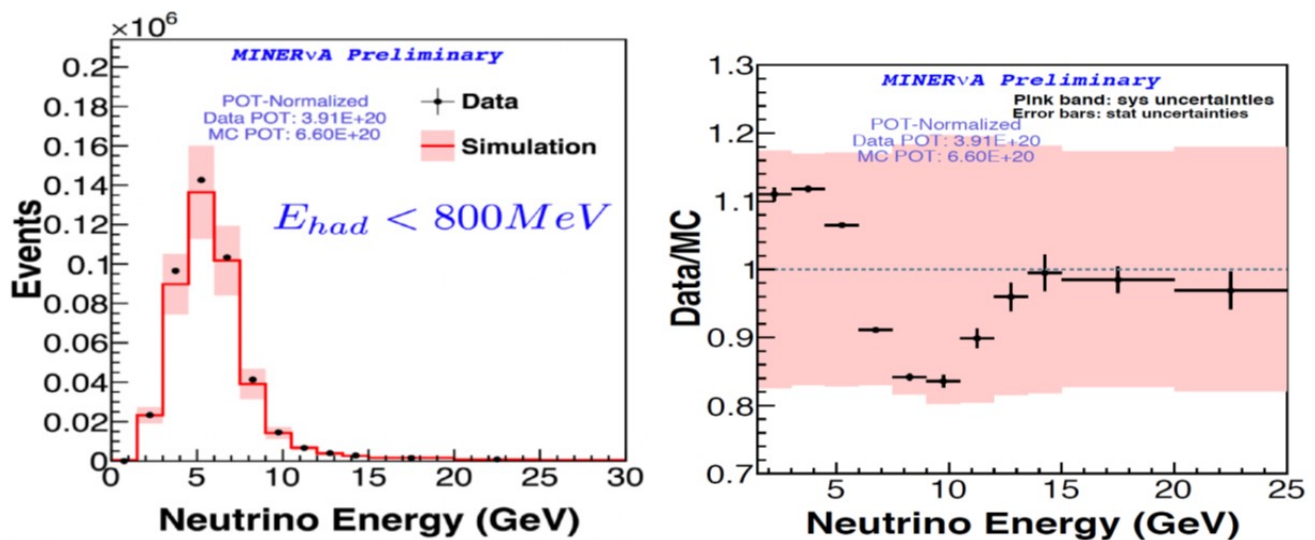 ×10⁶
MINERνA Preliminary
POT-Normalized
Data POT: 3.91E+20
MC POT: 6.60E+20
Data
Simulation
E_had < 800MeV
Events
0.2
0.18
0.16
0.14
0.12
0.1
0.08
0.06
0.04
0.02
0
0 5 10 15 20 25 30
Neutrino Energy (GeV)
MINERνA Preliminary
Pink band: sys uncertainties
Error bars: stat uncertainties
POT-Normalized
Data POT: 3.91E+20
MC POT: 6.60E+20
Data/MC
1.3
1.2
1.1
1
0.9
0.8
0.7
5 10 15 20 25
Neutrino Energy (GeV)